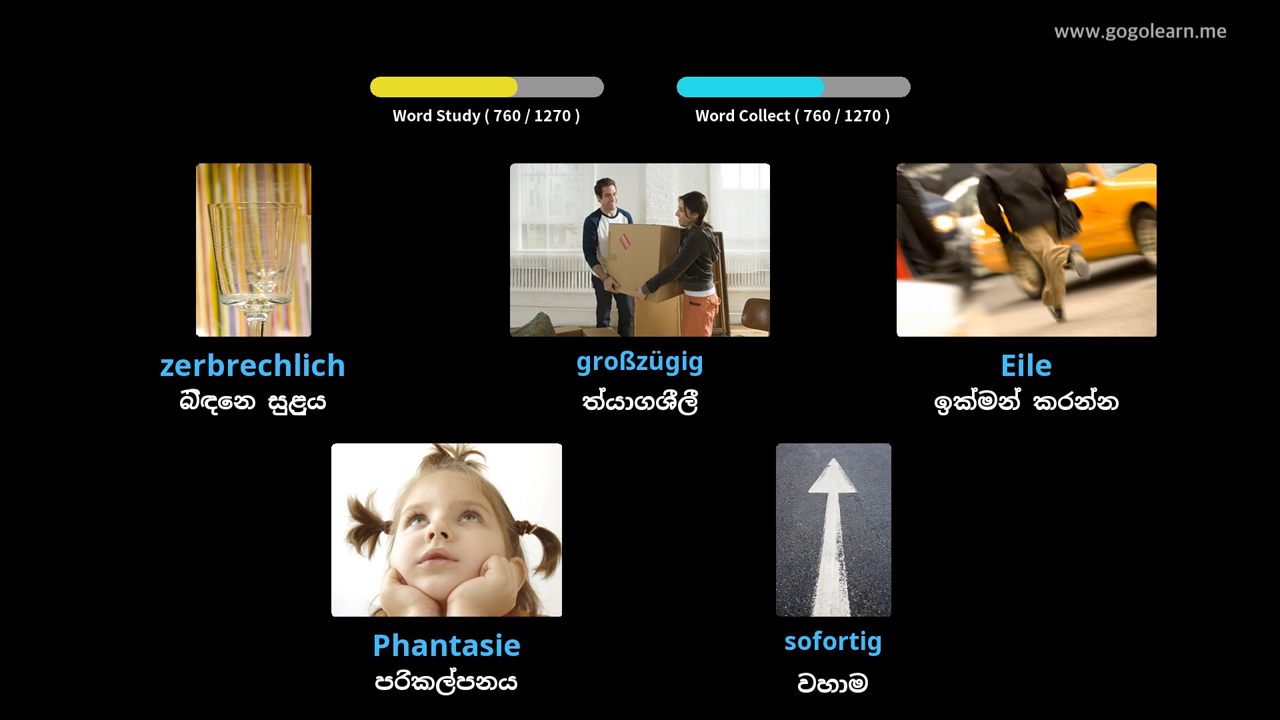 www.gogolearn.me
Word Study ( 760 / 1270 )
Word Collect ( 760 / 1270 )
zerbrechlich
බිඳෙන සුළුය
großzügig
ත්යාගශීලී
Eile
ඉක්මන් කරන්න
Phantasie
පරිකල්පනය
sofortig
වහාම